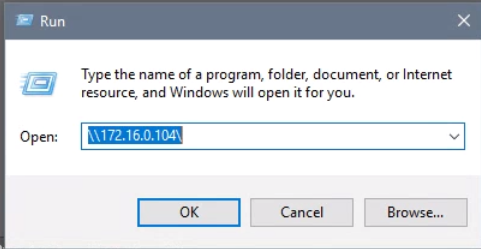 Run
Type the name of a program, folder, document, or Internet
resource, and Windows will open it for you.
Open: \\172.16.0.104\
OK Cancel Browse...